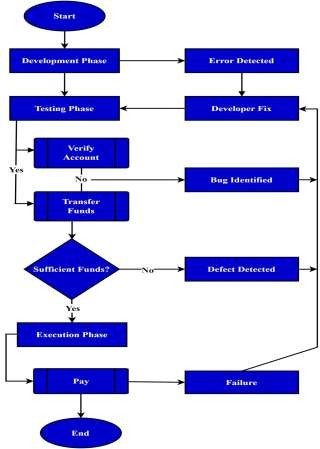 Start
Development Phase
Error Detected
Testing Phase
Developer Fix
Verify
Account
Yes
No
Bug Identified
Transfer
Funds
Sufficient Funds?
No
Defect Detected
Yes
Execution Phase
Pay
Failure
End